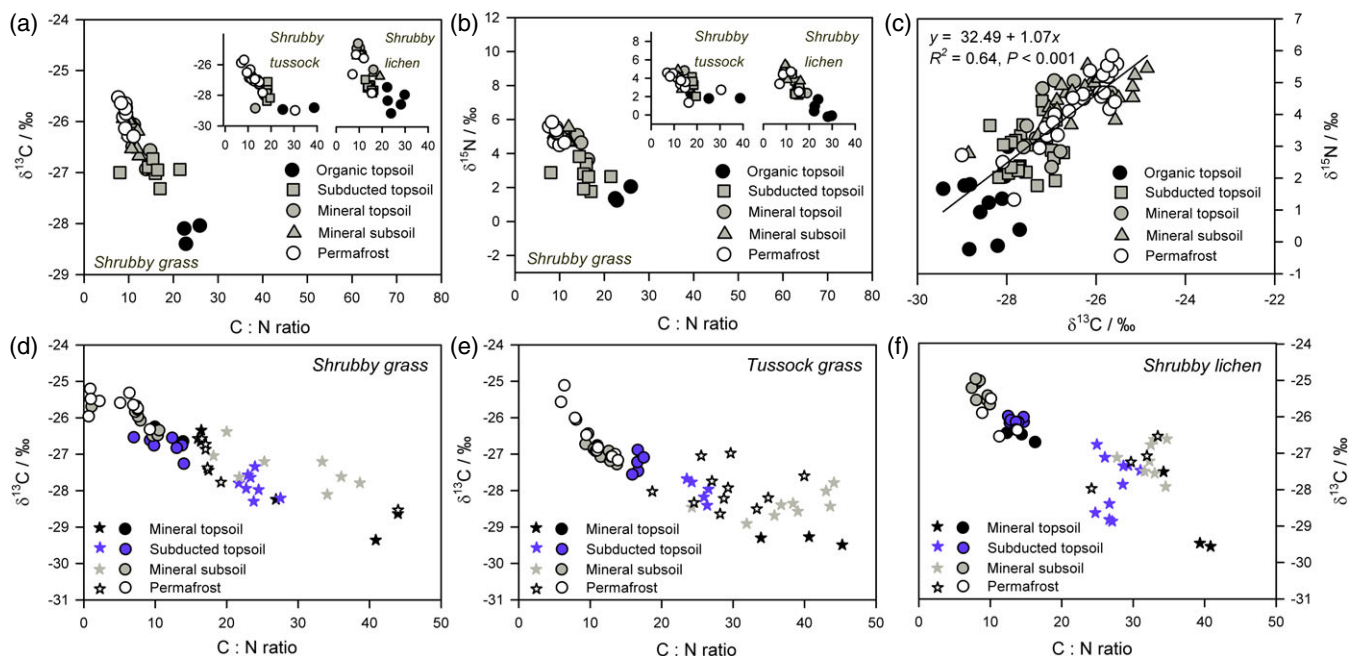 (a)
δ13C / ‰
-24
-25
-26
-27
-28
-29
Shrubby tussock
Shrubby lichen
-26
-28
-30
0 10 20 30 40
0 10 20 30 40
Organic topsoil
Subducted topsoil
Mineral topsoil
Mineral subsoil
Permafrost
Shrubby grass
0 20 40 60 80
C : N ratio
(b)
δ15N / ‰
12
10
8
6
4
2
0
-2
Shrubby tussock
Shrubby lichen
6
4
2
0
0 10 20 30 40
0 10 20 30 40
Organic topsoil
Subducted topsoil
Mineral topsoil
Mineral subsoil
Permafrost
Shrubby grass
0 10 20 30 40 50 60 70 80
C : N ratio
(c)
y = 32.49 + 1.07x
R2 = 0.64, P < 0.001
7
6
5
4
3
2
1
0
-1
δ15N / ‰
Organic topsoil
Subducted topsoil
Mineral topsoil
Mineral subsoil
Permafrost
-30 -28 -26 -24 -22
δ13C / ‰
(d)
Shrubby grass
δ13C / ‰
-24
-25
-26
-27
-28
-29
-30
-31
Mineral topsoil
Subducted topsoil
Mineral subsoil
Permafrost
0 10 20 30 40 50
C : N ratio
(e)
Tussock grass
-24
-25
-26
-27
-28
-29
-30
-31
Mineral topsoil
Subducted topsoil
Mineral subsoil
Permafrost
0 10 20 30 40 50
C : N ratio
(f)
Shrubby lichen
-24
-25
-26
-27
-28
-29
-30
-31
δ13C / ‰
Mineral topsoil
Subducted topsoil
Mineral subsoil
Permafrost
0 10 20 30 40 50
C : N ratio